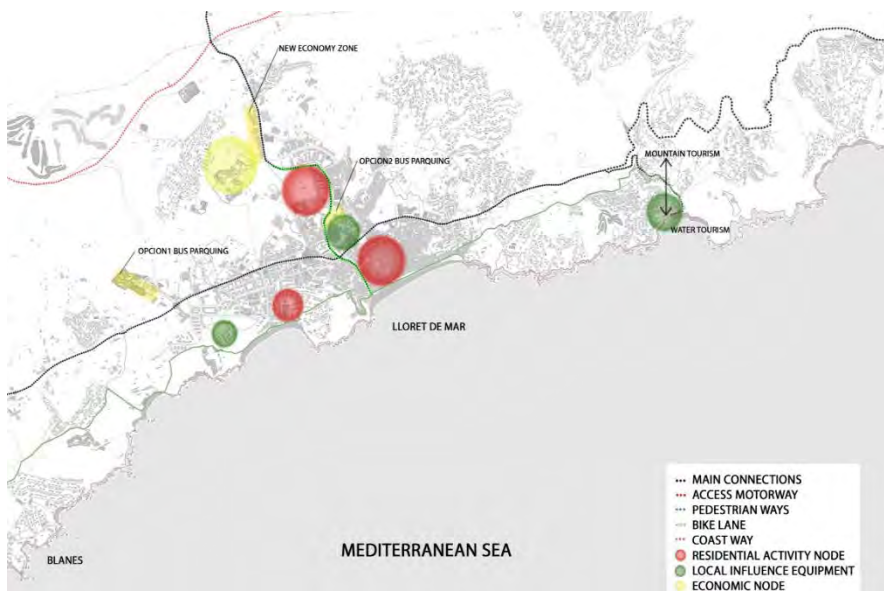 NEW ECONOMY ZONE
OPCION2 BUS PARQUING
MOUNTAIN TOURISM
WATER TOURISM
OPCION1 BUS PARQUING
LLORET DE MAR
MEDITERRANEAN SEA
BLANES
MAIN CONNECTIONS
ACCESS MOTORWAY
PEDESTRIAN WAYS
BIKE LANE
COAST WAY
RESIDENTIAL ACTIVITY NODE
LOCAL INFLUENCE EQUIPMENT
ECONOMIC NODE